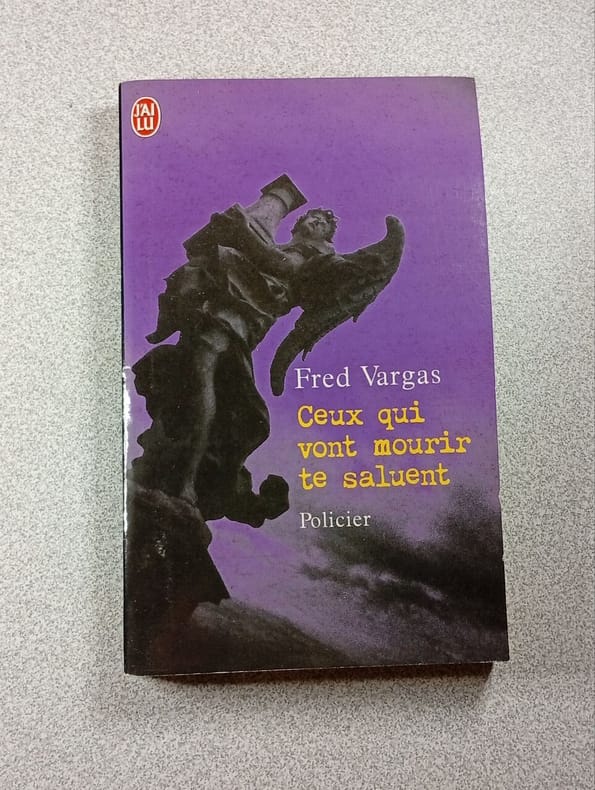 J'AI
LU
Fred Vargas
Ceux qui
vont mourir
te saluent
Policier